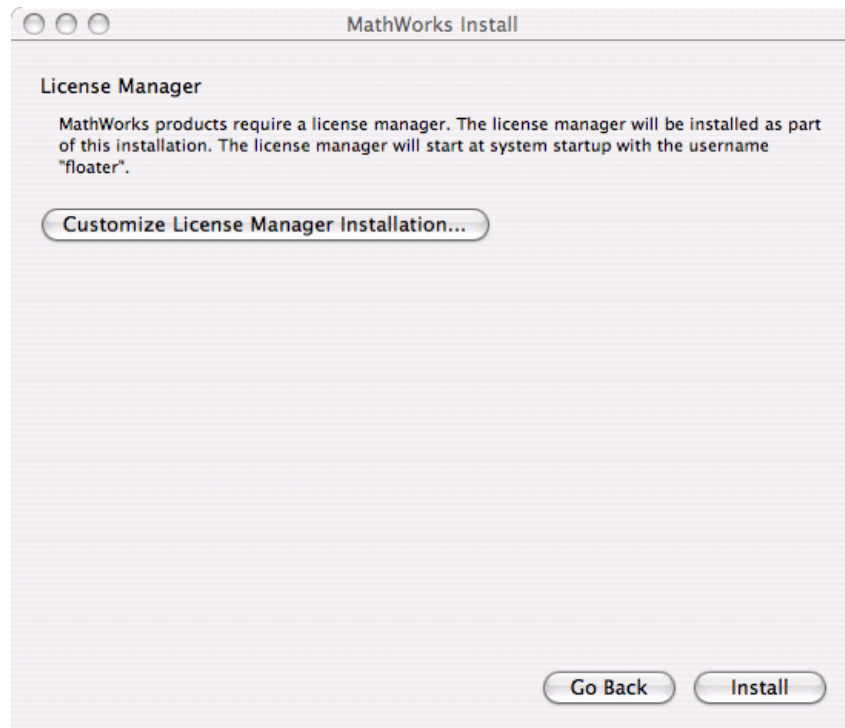 MathWorks Install
License Manager
MathWorks products require a license manager. The license manager will be installed as part
of this installation. The license manager will start at system startup with the username
"floater".
Customize License Manager Installation...
Go Back
Install